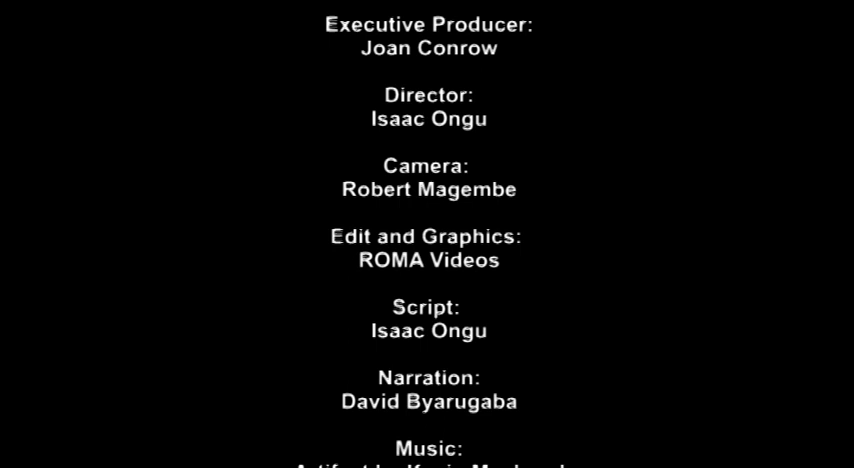 Executive Producer:
Joan Conrow
Director:
Isaac Ongu
Camera:
Robert Magembe
Edit and Graphics:
ROMA Videos
Script:
Isaac Ongu
Narration:
David Byarugaba
Music: